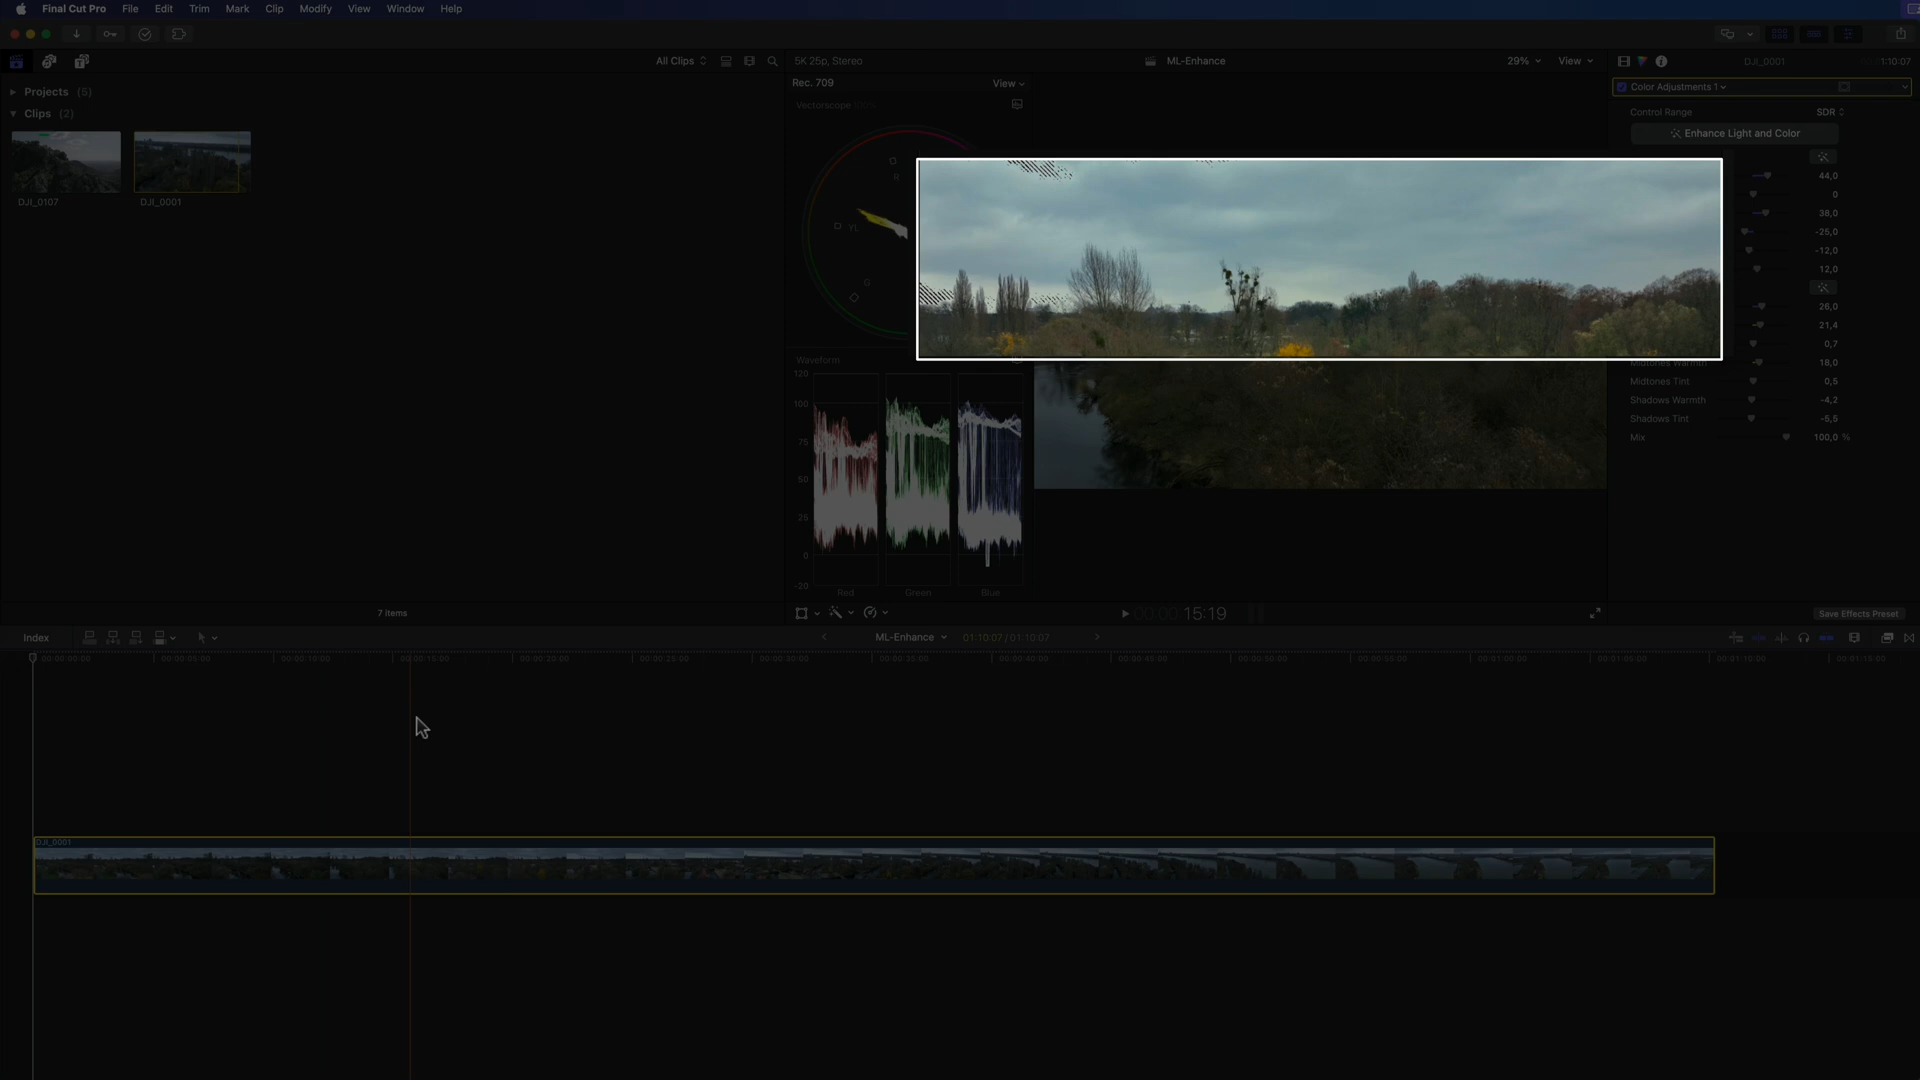 Final Cut Pro File Edit Trim Mark Clip Modify View Window Help
All Clips
5K 25p, Stereo
ML-Enhance
29%
View
DJI_0001
1:10:07
Projects (5)
Clips (2)
DJI_0107
DJI_0001
Rec. 709
View
Vectorscope 100%
R
YL
G
Color Adjustments 1
Control Range
SDR
Enhance Light and Color
44,0
0
38,0
-25,0
-12,0
12,0
26,0
21,4
0,7
Midtones Warmth 18,0
Midtones Tint 0,5
Shadows Warmth -4,2
Shadows Tint -5,5
Mix 100,0 %
Waveform
120
100
75
50
25
0
-20
Red Green Blue
7 items
00:00:15:19
Save Effects Preset
Index
ML-Enhance
01:10:07 / 01:10:07
00:00:00:00 00:00:05:00 00:00:10:00 00:00:15:00 00:00:20:00 00:00:25:00 00:00:30:00 00:00:35:00 00:00:40:00 00:00:45:00 00:00:50:00 00:00:55:00 00:01:00:00 00:01:05:00 00:01:10:00 00:01:15:00
DJI_0001